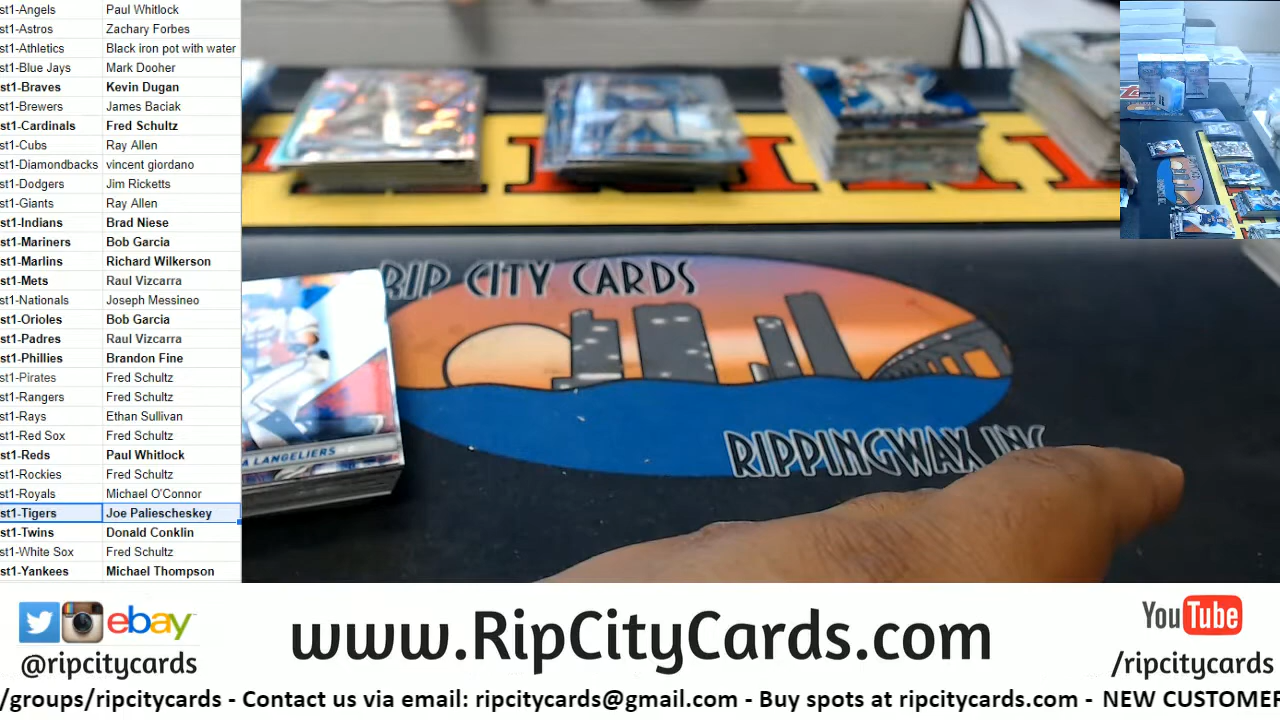 st1-Angels Paul Whitlock
st1-Astros Zachary Forbes
st1-Athletics Black iron pot with water
st1-Blue Jays Mark Dooher
st1-Braves Kevin Dugan
st1-Brewers James Baciak
st1-Cardinals Fred Schultz
st1-Cubs Ray Allen
st1-Diamondbacks vincent giordano
st1-Dodgers Jim Ricketts
st1-Giants Ray Allen
st1-Indians Brad Niese
st1-Mariners Bob Garcia
st1-Marlins Richard Wilkerson
st1-Mets Raul Vizcarra
st1-Nationals Joseph Messineo
st1-Orioles Bob Garcia
st1-Padres Raul Vizcarra
st1-Phillies Brandon Fine
st1-Pirates Fred Schultz
st1-Rangers Fred Schultz
st1-Rays Ethan Sullivan
st1-Red Sox Fred Schultz
st1-Reds Paul Whitlock
st1-Rockies Fred Schultz
st1-Royals Michael O'Connor
st1-Tigers Joe Paliescheskey
st1-Twins Donald Conklin
st1-White Sox Fred Schultz
st1-Yankees Michael Thompson
RIP CITY CARDS
RIPPINGWAX INC
A LANGELIERS
ebay
@ripcitycards
www.RipCityCards.com
YouTube
/ripcitycards
/groups/ripcitycards - Contact us via email: ripcitycards@gmail.com - Buy spots at ripcitycards.com - NEW CUSTOMER